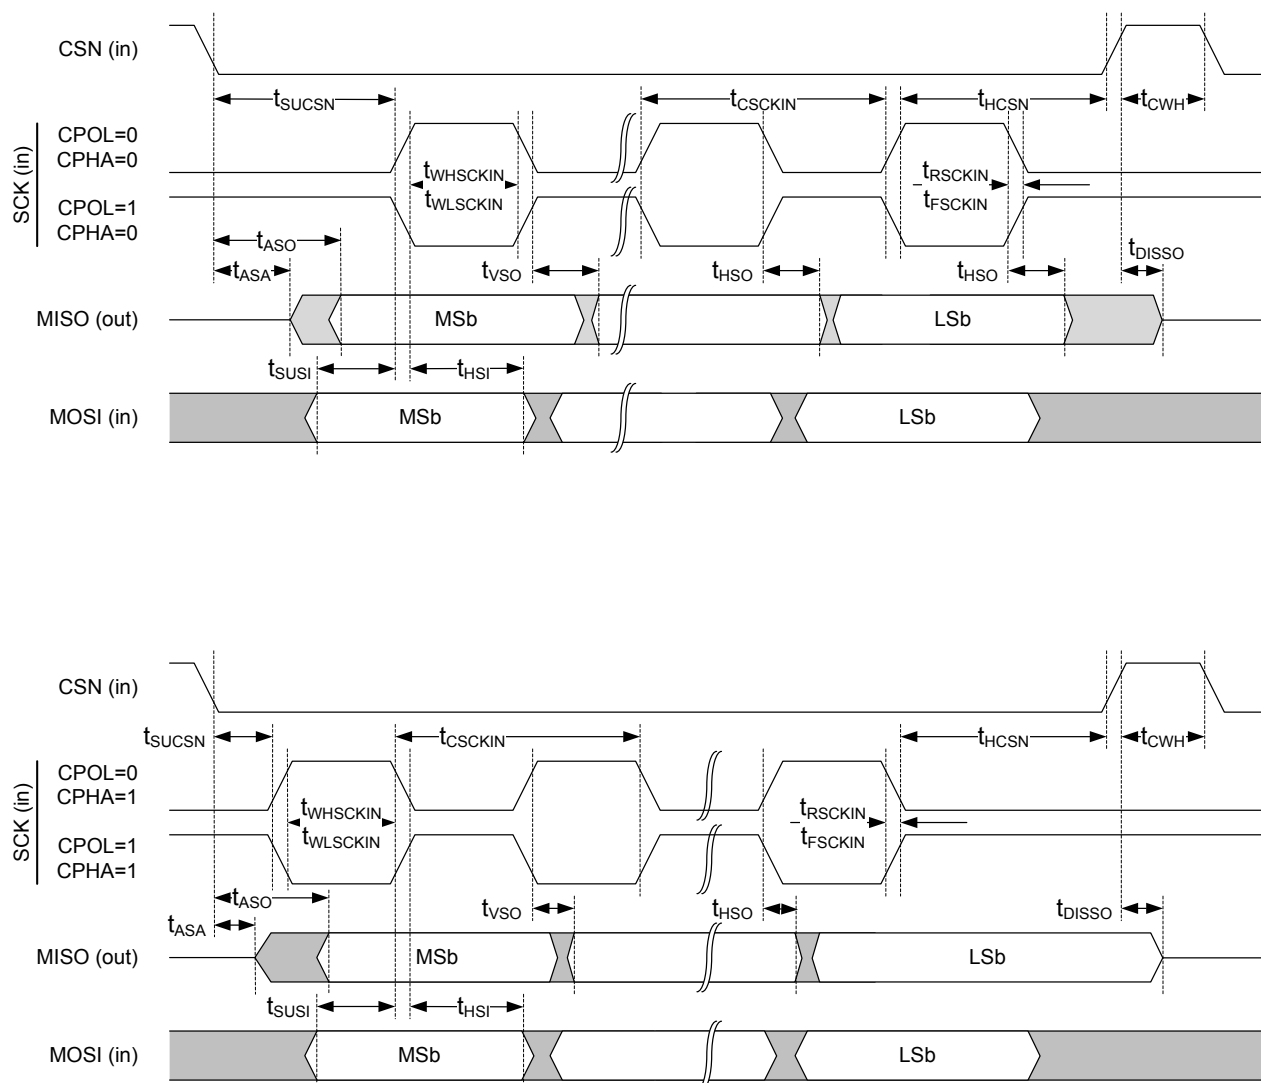 CSN (in)
tSUCSN
tCSCKIN
tHCSN
tCWH
SCK (in)
CPOL=0
CPHA=0
tWHSCKIN
tRSCKIN
CPOL=1
CPHA=0
tWLSCKIN
tFSCKIN
tASO
tASA
tVSO
tHSO
tHSO
tDISSO
MISO (out)
MSb
LSb
tSUSI
tHSI
MOSI (in)
MSb
LSb
CSN (in)
tSUCSN
tCSCKIN
tHCSN
tCWH
SCK (in)
CPOL=0
CPHA=1
tWHSCKIN
tRSCKIN
CPOL=1
CPHA=1
tWLSCKIN
tFSCKIN
tASO
tASA
tVSO
tHSO
tDISSO
MISO (out)
MSb
LSb
tSUSI
tHSI
MOSI (in)
MSb
LSb